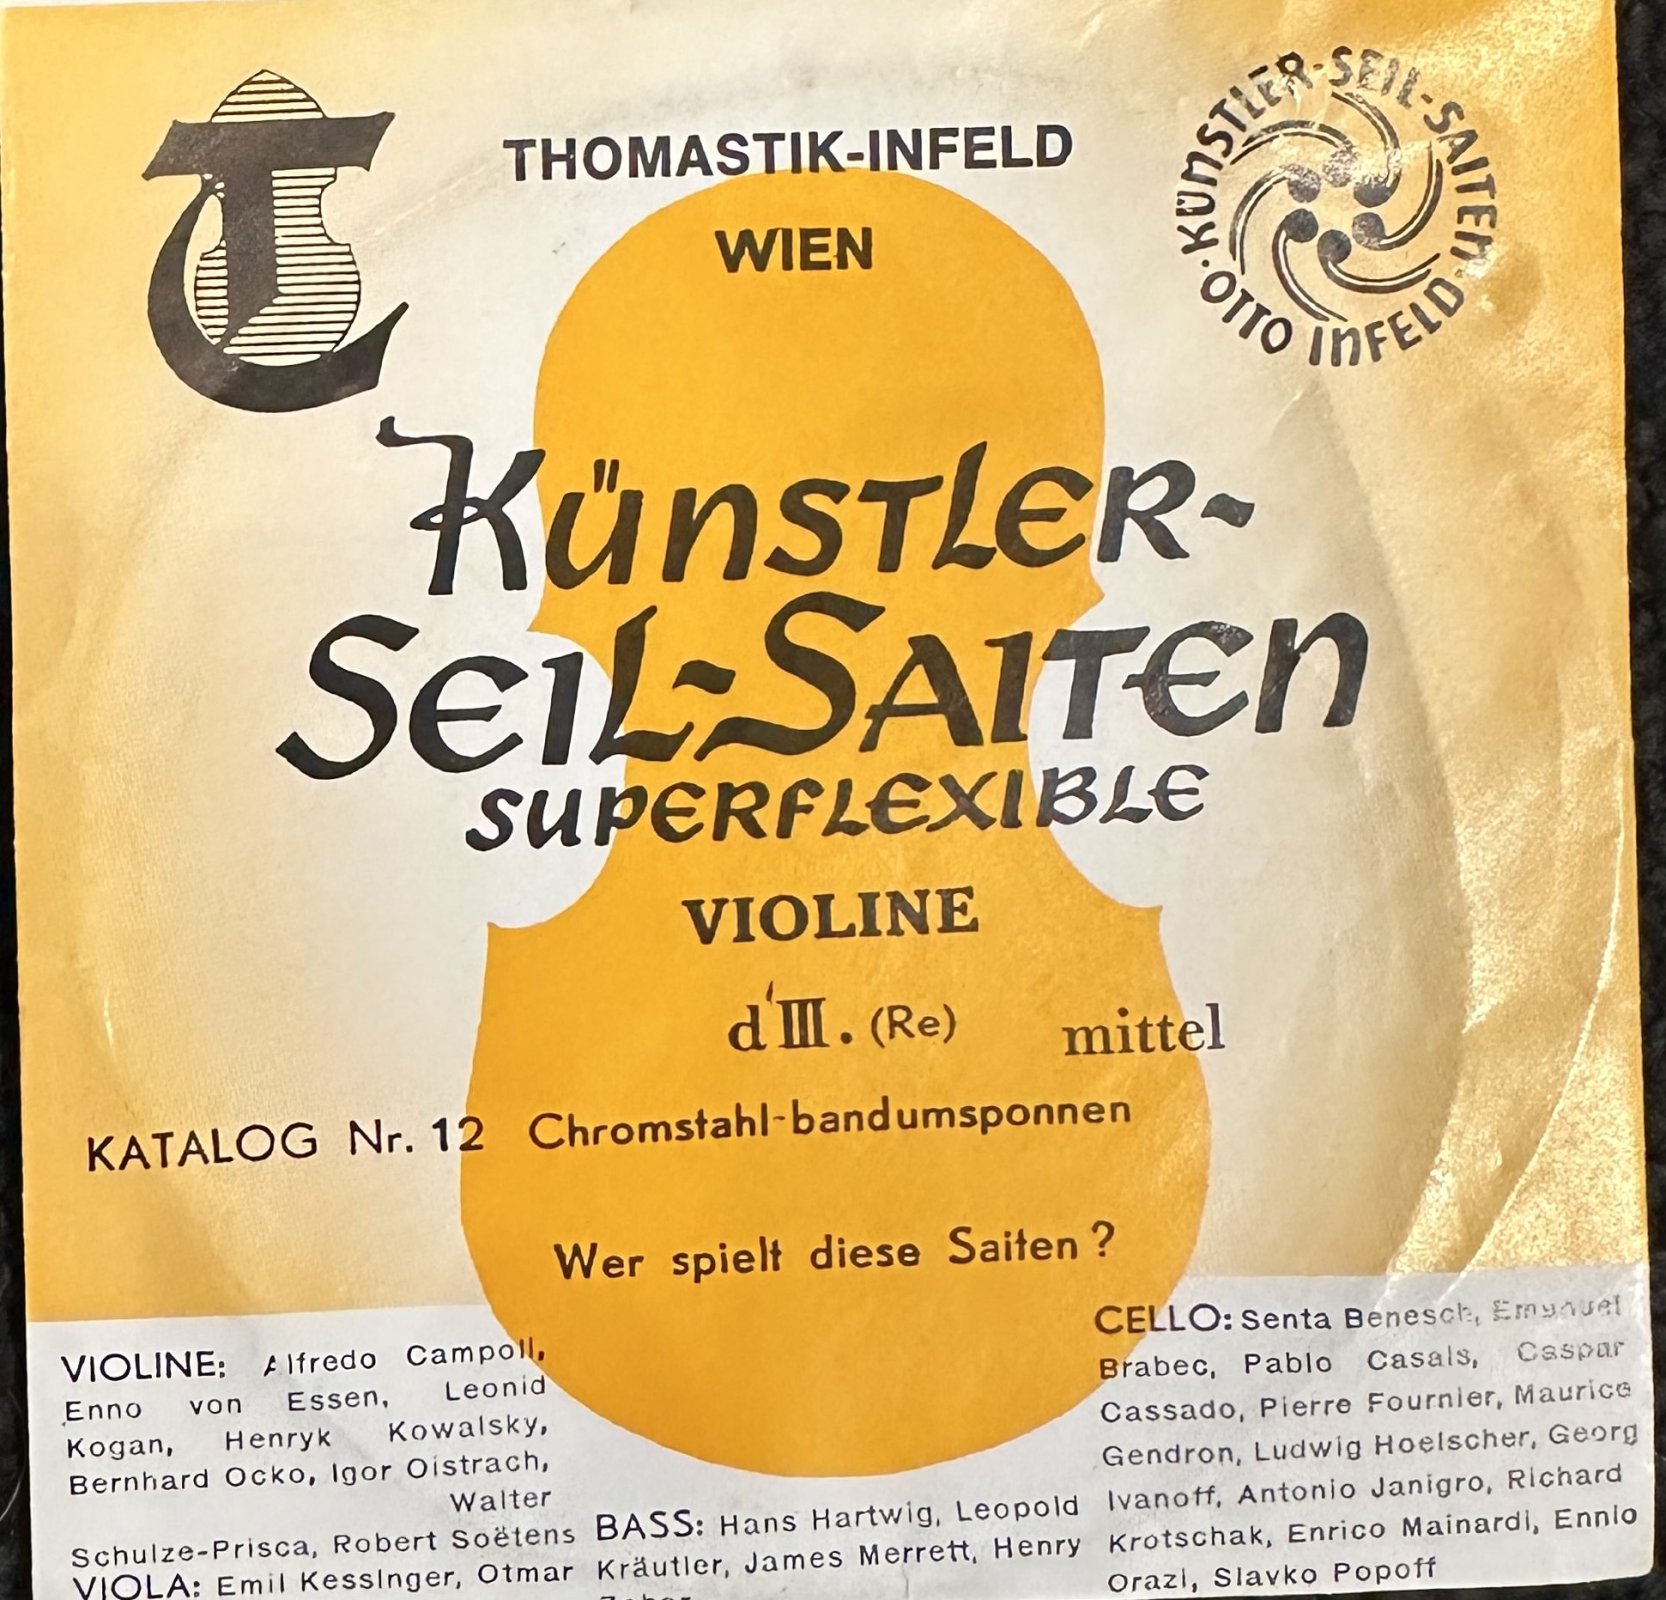 THOMASTIK-INFELD
WIEN
KÜNSTLER-SEIL-SAITEN · OTTO INFELD ·
KÜNSTLER-
SEIL-SAITEN
SUPERFLEXIBLE
VIOLINE
d'III. (Re) mittel
KATALOG Nr. 12 Chromstahl-bandumsponnen
Wer spielt diese Saiten?
VIOLINE: Alfredo Campoli,
Enno von Essen, Leonid
Kogan, Henryk Kowalsky,
Bernhard Ocko, Igor Oistrach,
Walter
Schulze-Prisca, Robert Soëtens
VIOLA: Emil Kessinger, Otmar
BASS: Hans Hartwig, Leopold
Kräutler, James Merrett, Henry
CELLO: Senta Benesch, Emanuel
Brabec, Pablo Casals, Caspar
Cassado, Pierre Fournier, Maurice
Gendron, Ludwig Hoelscher, Georg
Ivanoff, Antonio Janigro, Richard
Krotschak, Enrico Mainardi, Ennio
Orazi, Slavko Popoff